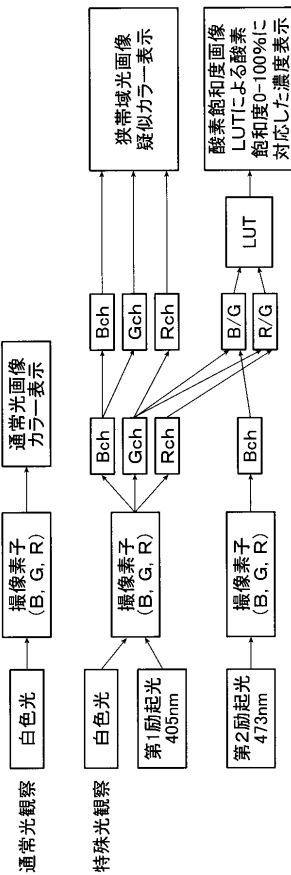 通常光観察
白色光
撮像素子
(B, G, R)
通常光画像
カラー表示
特殊光観察
白色光
第1励起光
405nm
撮像素子
(B, G, R)
Bch
Gch
Rch
Bch
Gch
Rch
狭帯域光画像
疑似カラー表示
第2励起光
473nm
撮像素子
(B, G, R)
Bch
B/G
R/G
LUT
酸素飽和度画像
LUTによる酸素
飽和度0-100%に
対応した濃度表示